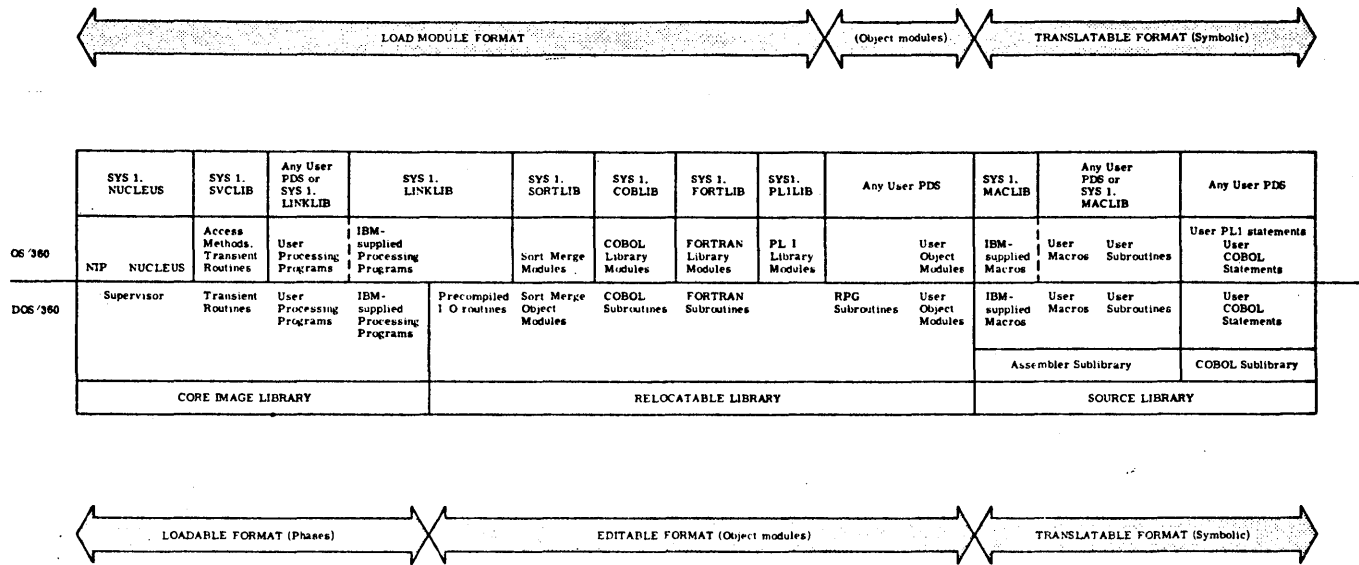 LOAD MODULE FORMAT
(Object modules)
TRANSLATABLE FORMAT (Symbolic)
SYS 1.
NUCLEUS
SYS 1.
SVCLIB
Any User
PDS or
SYS 1.
LINKLIB
SYS 1.
LINKLIB
SYS 1.
SORTLIB
SYS 1.
COBLIB
SYS 1.
FORTLIB
SYS1.
PL1LIB
Any User PDS
SYS 1.
MACLIB
Any User
PDS or
SYS 1.
MACLIB
Any User PDS
OS/360
NIP NUCLEUS
Access
Methods.
Transient
Routines
User
Processing
Programs
IBM-
supplied
Processing
Programs
Sort Merge
Modules
COBOL
Library
Modules
FORTRAN
Library
Modules
PL 1
Library
Modules
User
Object
Modules
IBM-
supplied
Macros
User
Macros
User
Subroutines
User PL1 statements
User
COBOL
Statements
DOS/360
Supervisor
Transient
Routines
User
Processing
Programs
IBM-
supplied
Processing
Programs
Precompiled
I O routines
Sort Merge
Object
Modules
COBOL
Subroutines
FORTRAN
Subroutines
RPG
Subroutines
User
Object
Modules
IBM-
supplied
Macros
User
Macros
User
Subroutines
User
COBOL
Statements
Assembler Sublibrary
COBOL Sublibrary
CORE IMAGE LIBRARY
RELOCATABLE LIBRARY
SOURCE LIBRARY
LOADABLE FORMAT (Phases)
EDITABLE FORMAT (Object modules)
TRANSLATABLE FORMAT (Symbolic)